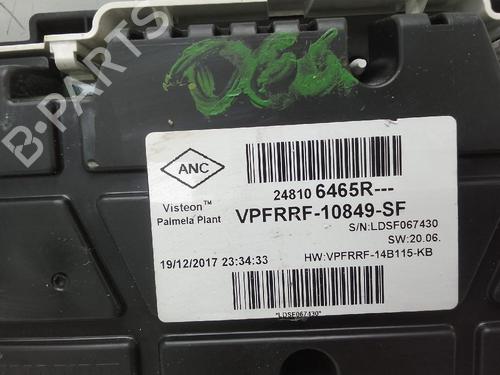 B-PARTS
ANC
Visteon™
Palmela Plant
24810 6465R---
VPFRRF-10849-SF
S/N:LDSF067430
SW:20.06.
19/12/2017 23:34:33
HW:VPFRRF-14B115-KB
"LDSF067430"